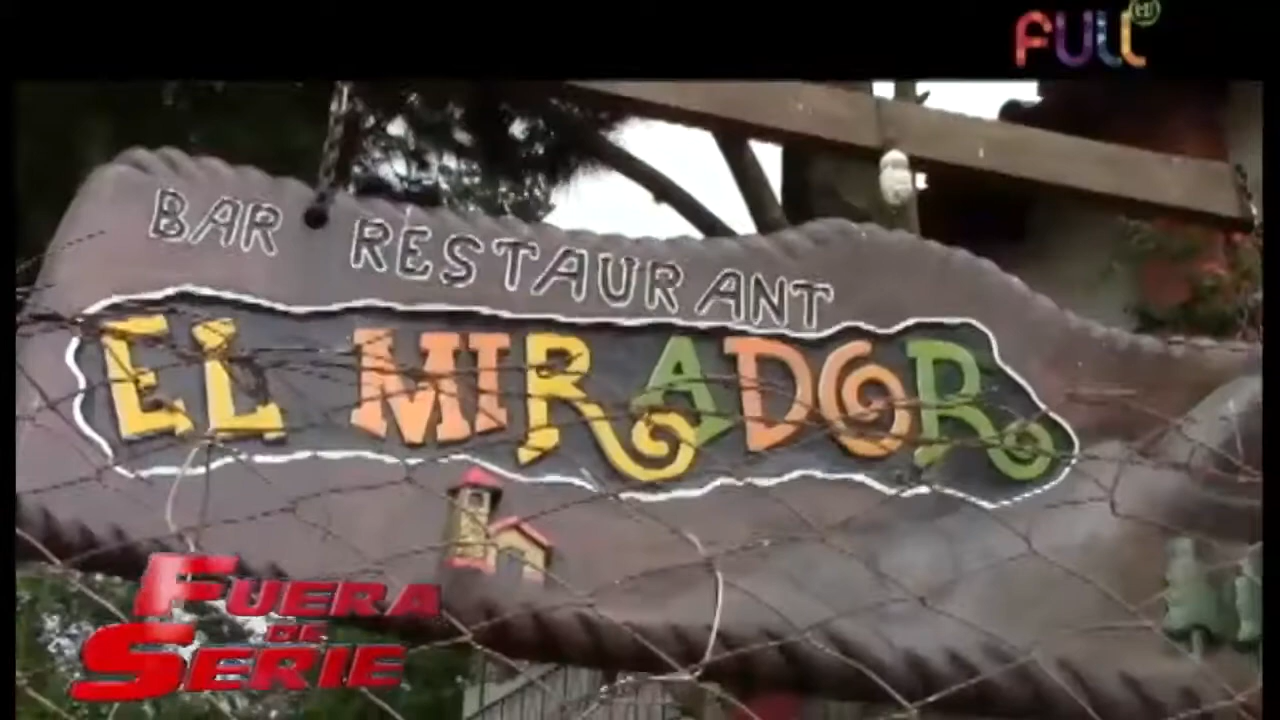 FULL
BAR RESTAURANT
EL MIRADOR
FUERA
DE
SERIE